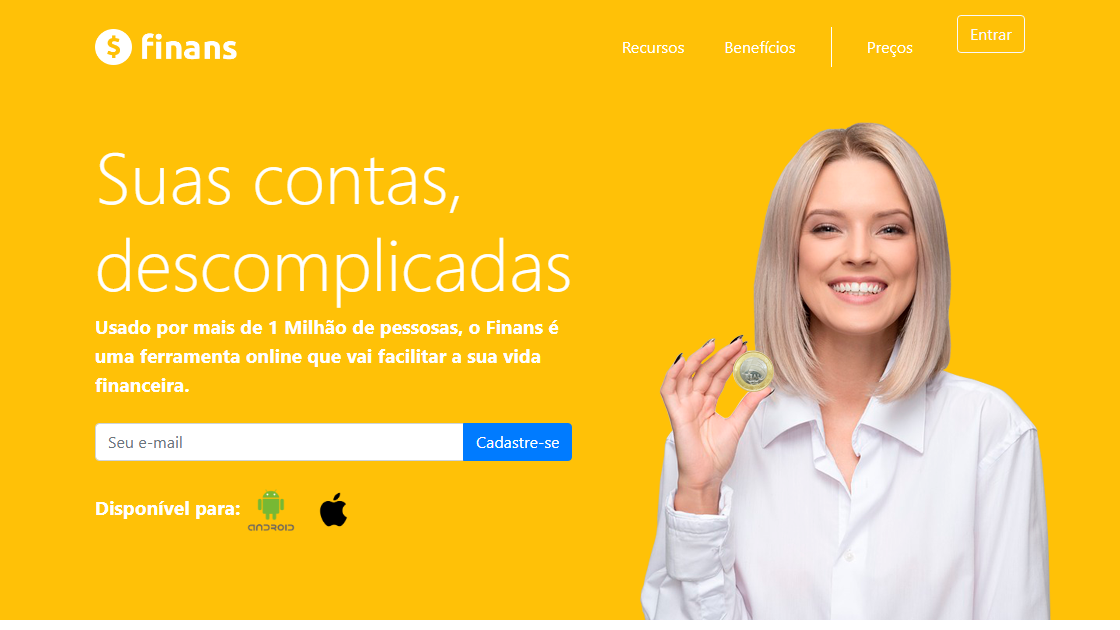 finans
Recursos
Benefícios
Preços
Entrar
Suas contas,
descomplicadas
Usado por mais de 1 Milhão de pessosas, o Finans é
uma ferramenta online que vai facilitar a sua vida
financeira.
Seu e-mail
Cadastre-se
Disponível para:
ANDROID